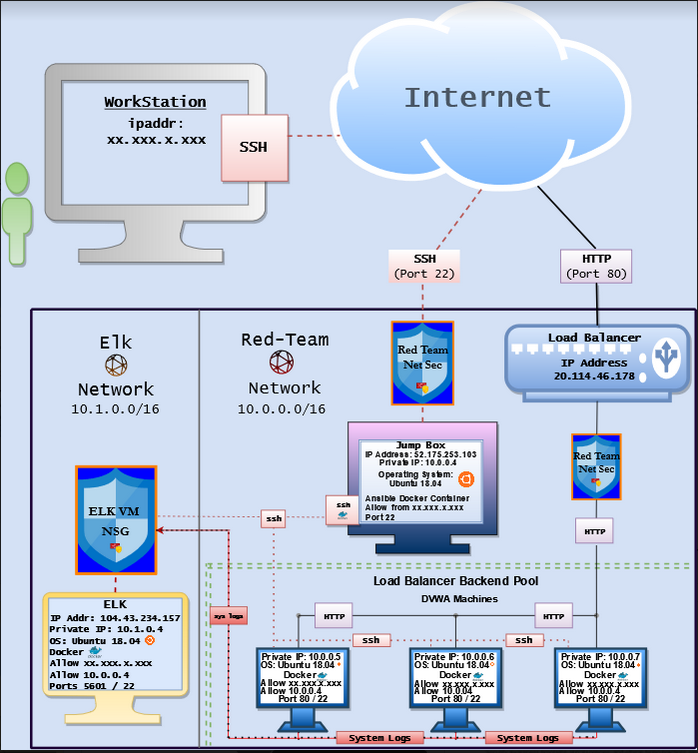 WorkStation
ipaddr:
xx.xxx.x.xxx
SSH
Internet
SSH
(Port 22)
HTTP
(Port 80)
Elk
Network
10.1.0.0/16
Red-Team
Network
10.0.0.0/16
Red Team
Net Sec
Load Balancer
IP Address
20.114.46.178
Jump Box
IP Address: 52.175.253.103
Private IP: 10.0.0.4
Operating System:
Ubuntu 18.04
Ansible Docker Container
Allow from xx.xxx.x.xxx
Port 22
ssh
Red Team
Net Sec
ELK VM
NSG
ssh
HTTP
Load Balancer Backend Pool
DVWA Machines
ELK
IP Addr: 104.43.234.157
Private IP: 10.1.0.4
OS: Ubuntu 18.04
Docker
Allow xx.xxx.x.xxx
Allow 10.0.0.4
Ports 5601 / 22
sys logs
HTTP
HTTP
ssh
ssh
Private IP: 10.0.0.5
OS: Ubuntu 18.04
Docker
Allow xx.xxx.x.xxx
Allow 10.0.0.4
Port 80 / 22
Private IP: 10.0.0.6
OS: Ubuntu 18.04
Docker
Allow xx.xxx.x.xxx
Allow 10.0.04
Port 80 / 22
Private IP: 10.0.0.7
OS: Ubuntu 18.04
Docker
Allow xx.xxx.x.xxx
Allow 10.0.0.4
Port 80 / 22
System Logs
System Logs